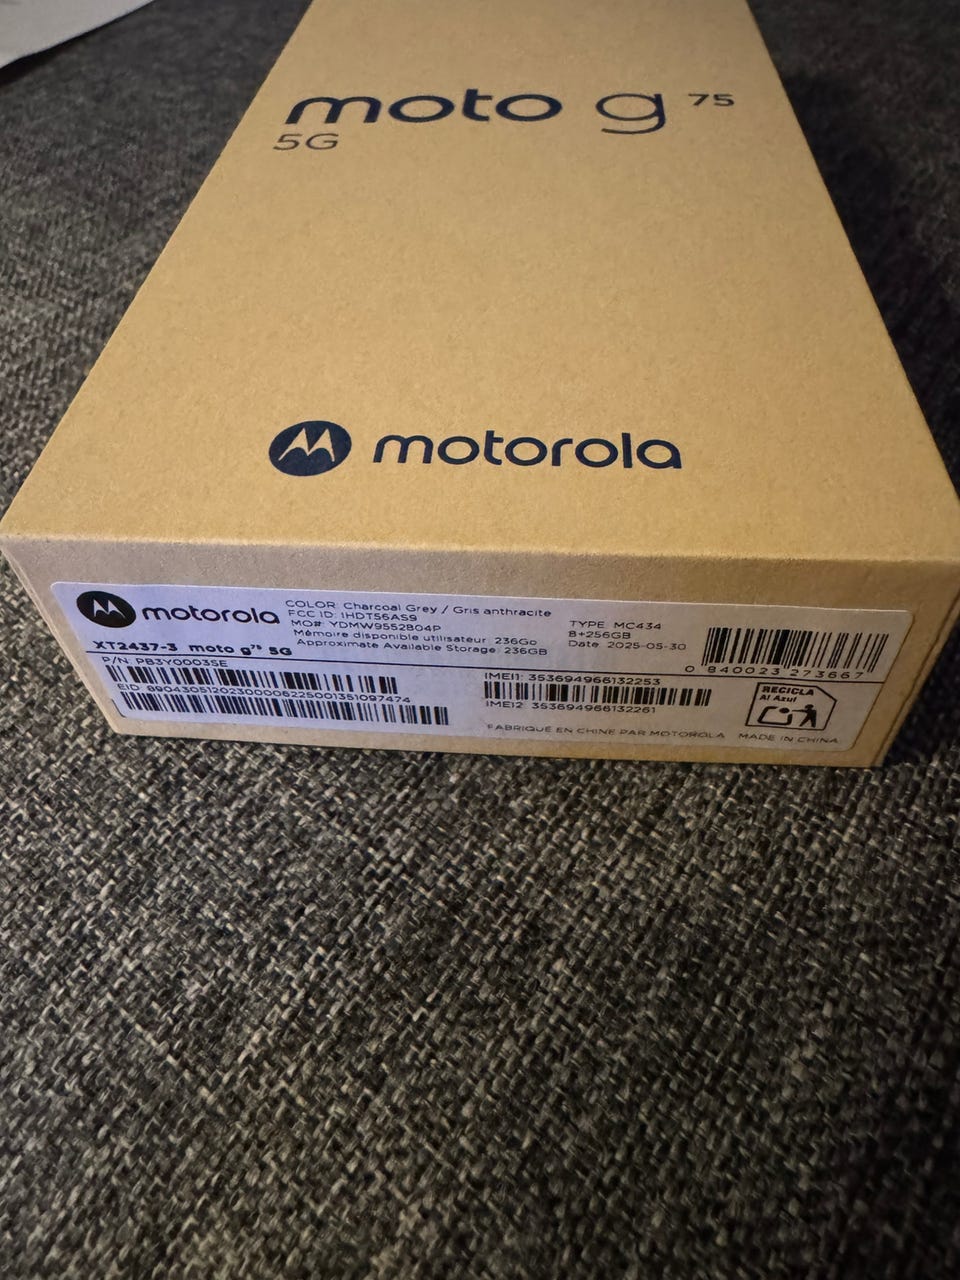 moto g 75
5G
motorola
motorola
COLOR: Charcoal Grey / Gris anthracite
FCC ID: IHDT56AS9
MO#: YDMW9552804P
Mémoire disponible utilisateur: 236Go
Approximate Available Storage: 236GB
TYPE: MC434
8+256GB
Date: 2025-05-30
0 840023 273667
XT2437-3 moto g75 5G
P/N: PB3Y0003SE
EID: 890430512023000006225001351097474
IMEI1: 353694966132253
IMEI2: 353694966132261
RECICLA
Al Azul
FABRIQUÉ EN CHINE PAR MOTOROLA MADE IN CHINA